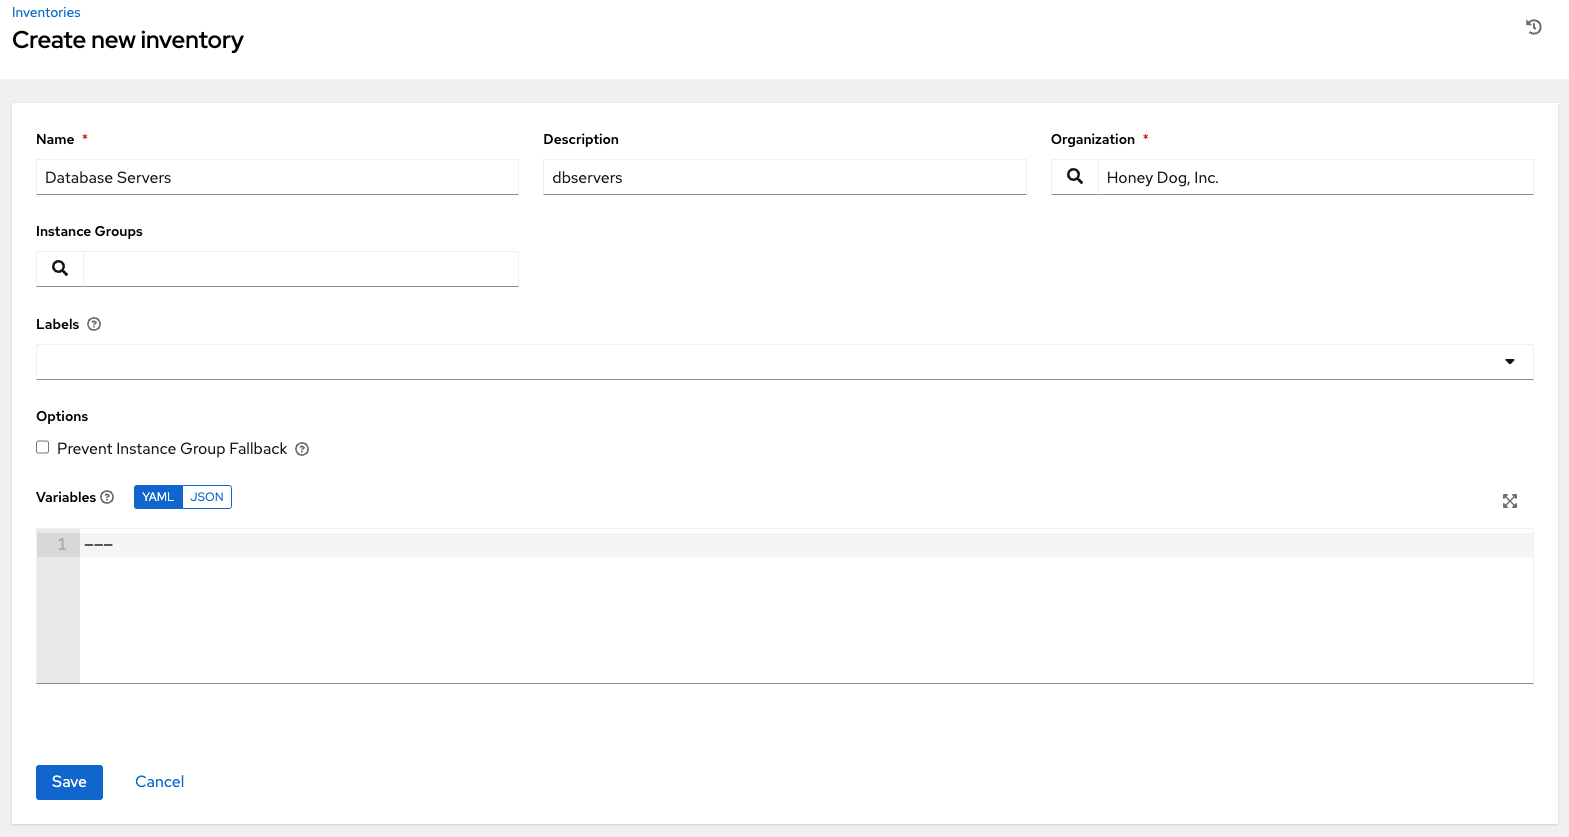 Inventories
Create new inventory
Name *
Description
Organization *
Database Servers
dbservers
Honey Dog, Inc.
Instance Groups
Labels
Options
Prevent Instance Group Fallback
Variables YAML JSON
1 ---
Save Cancel